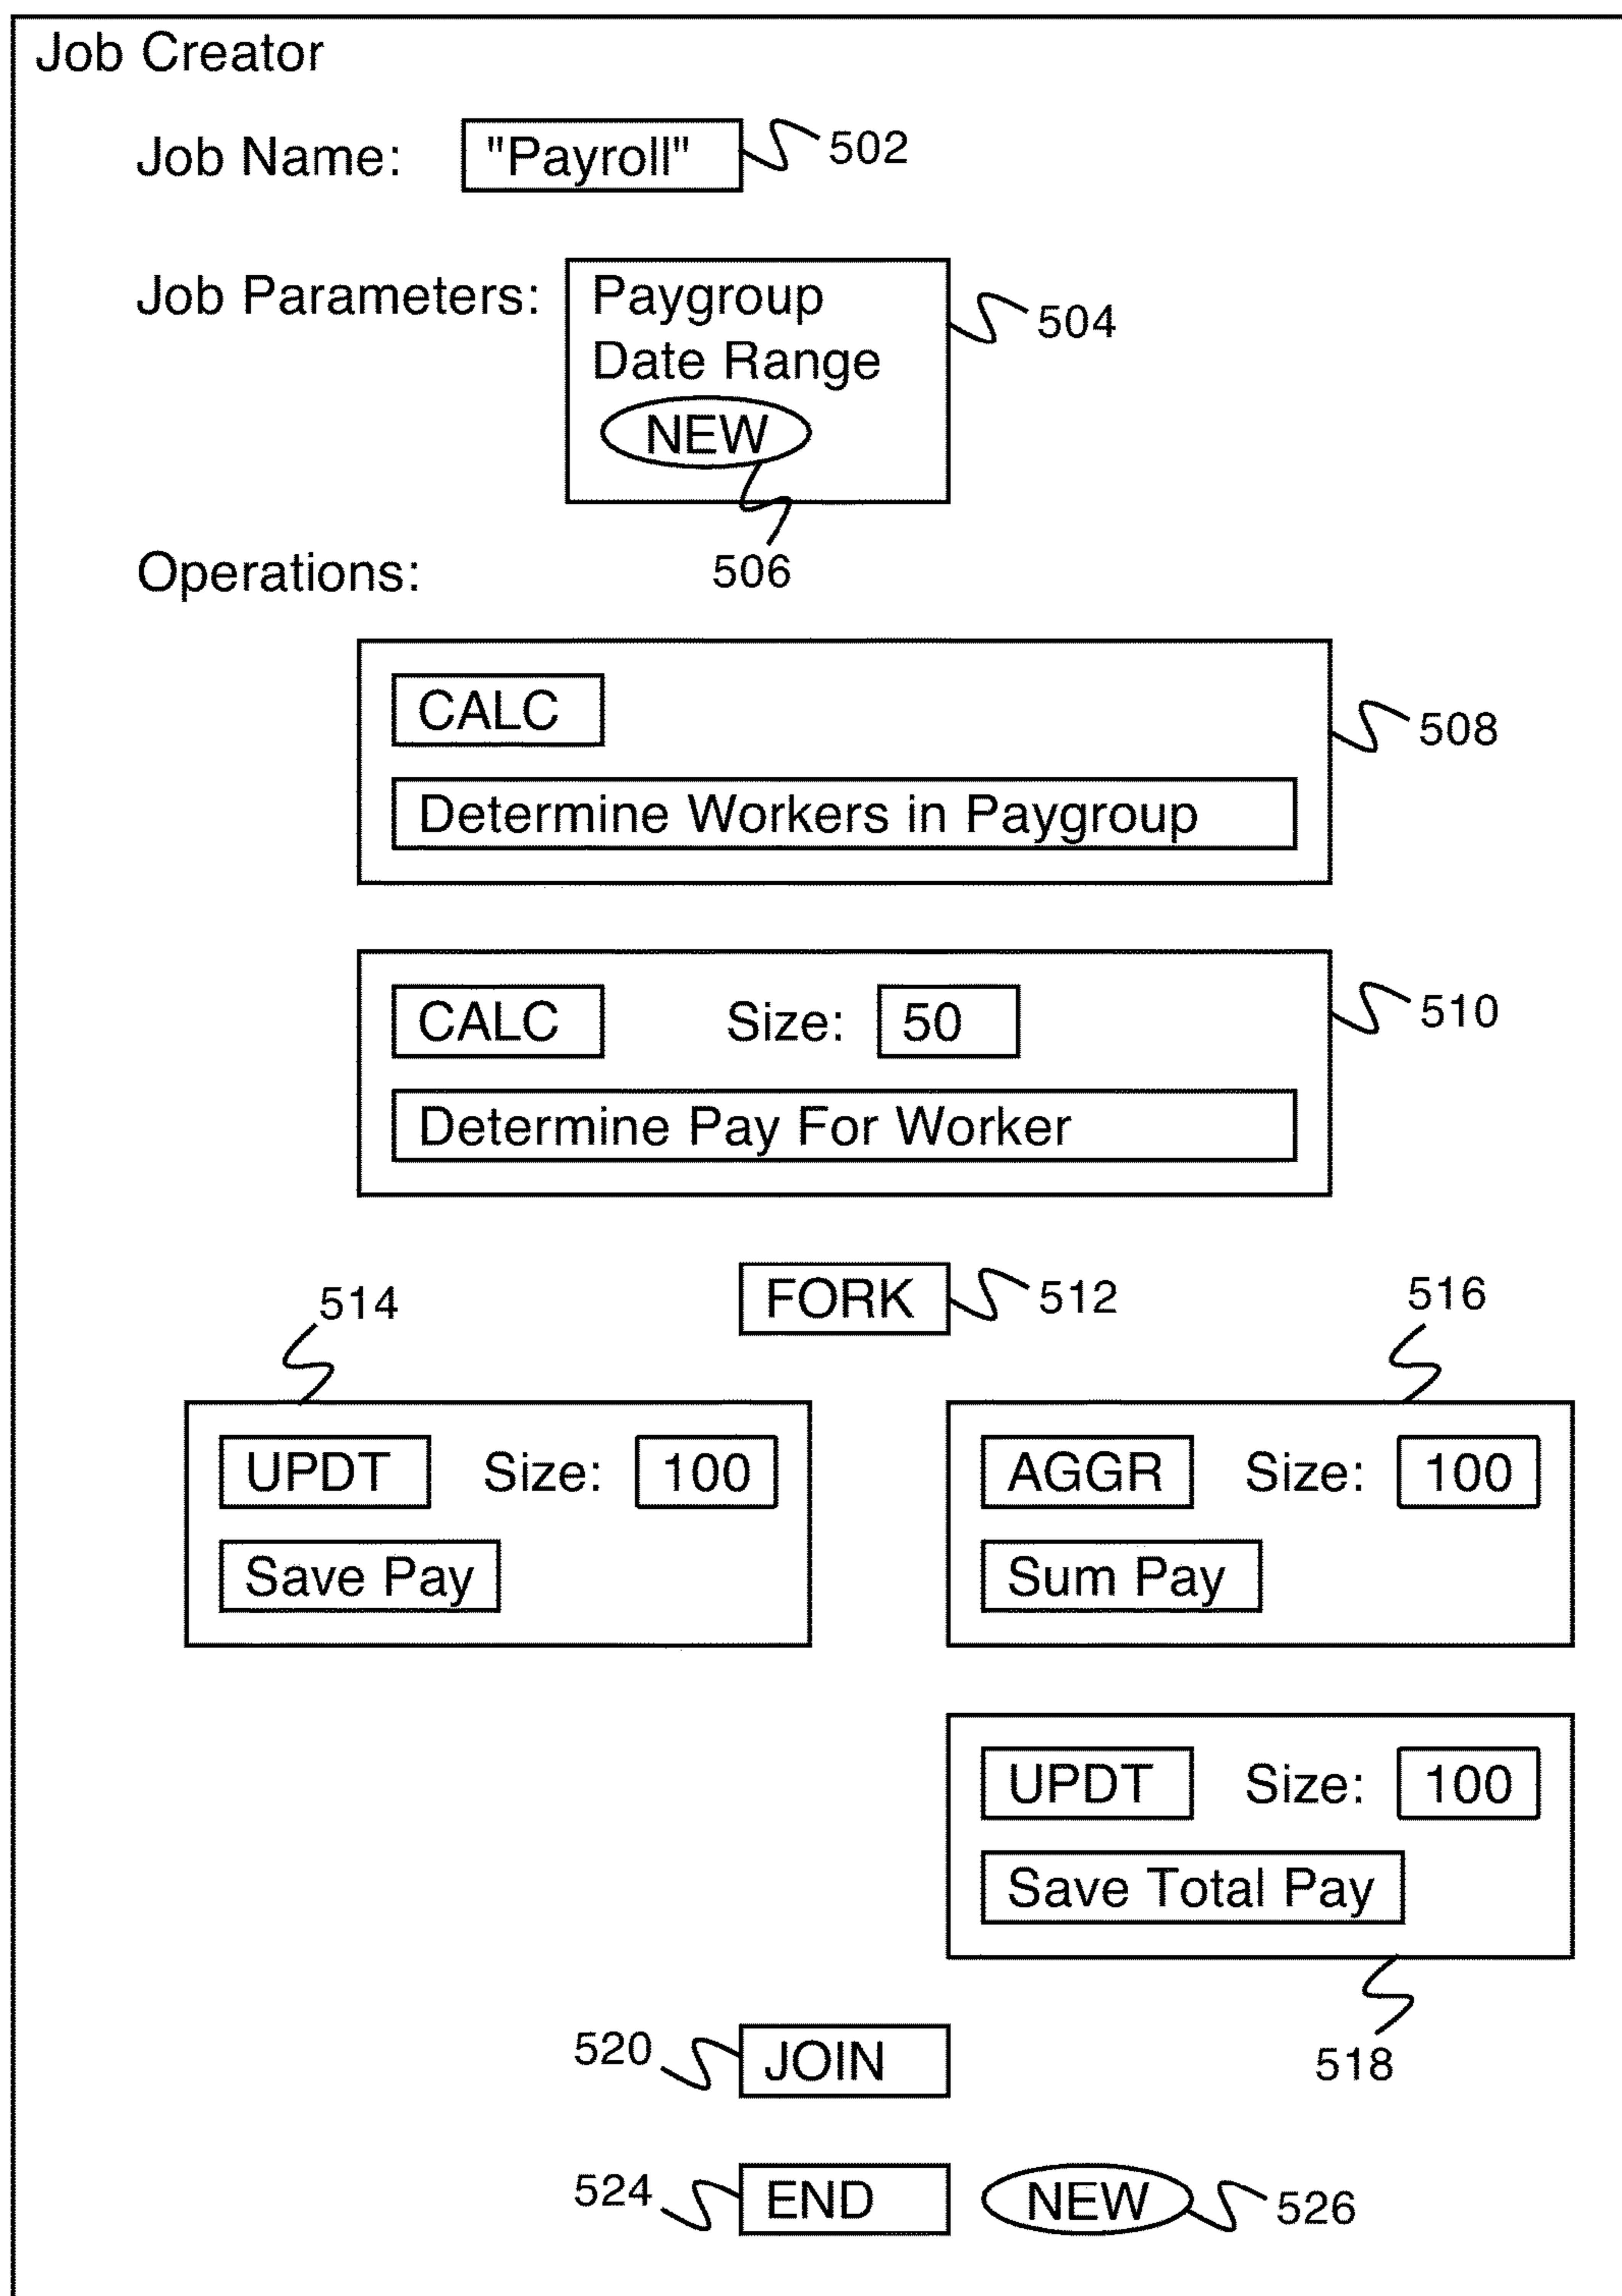 Job Creator
Job Name: "Payroll" 502
Job Parameters: Paygroup 504
Date Range
NEW
506
Operations:
CALC 508
Determine Workers in Paygroup
CALC Size: 50 510
Determine Pay For Worker
514 FORK 512 516
UPDT Size: 100 AGGR Size: 100
Save Pay Sum Pay
UPDT Size: 100
Save Total Pay
520 JOIN 518
524 END NEW 526